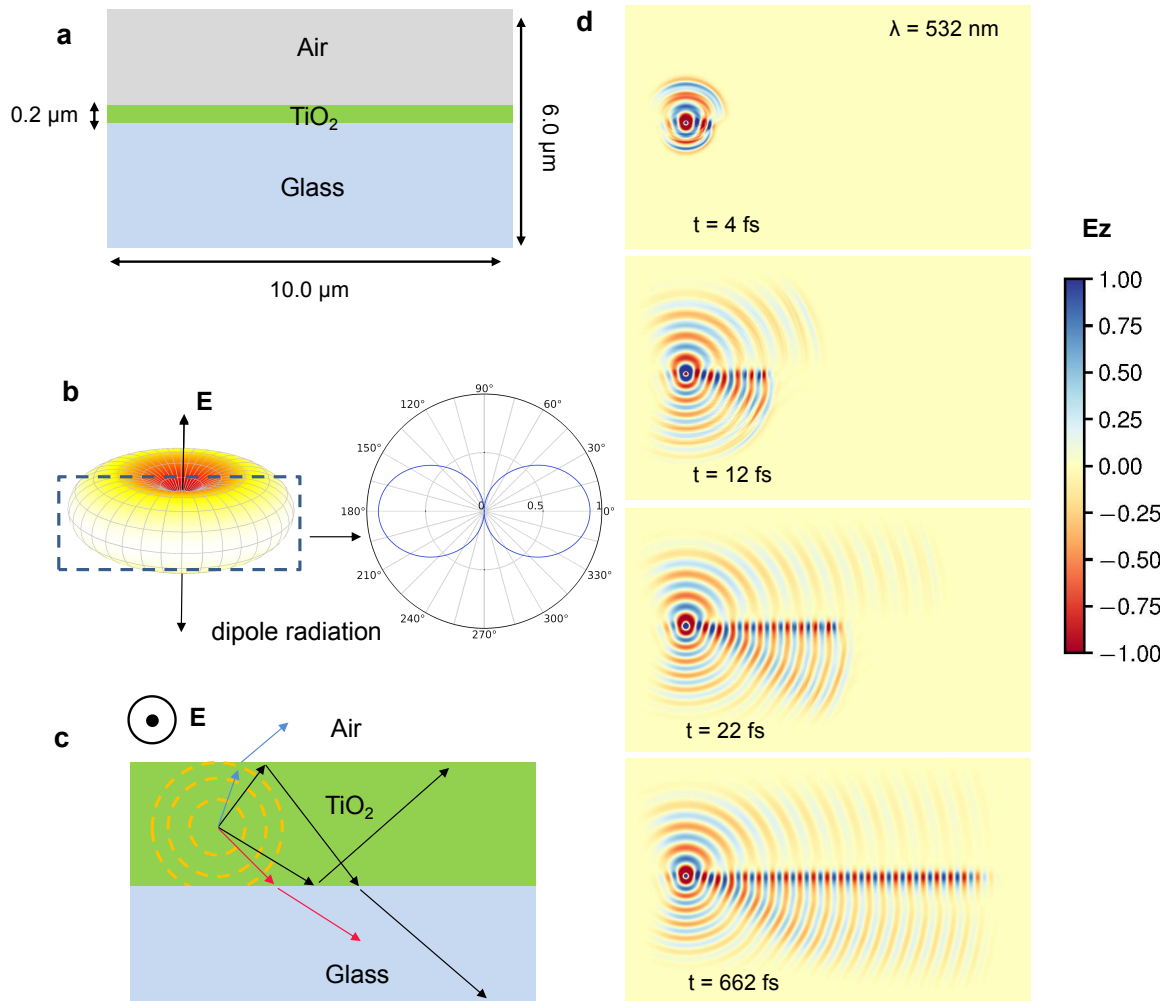 a
Air
0.2 µm
TiO₂
6.0 µm
Glass
10.0 µm
b
E
90°
120°
60°
150°
30°
180°
0
0.5
1
0°
210°
330°
240°
300°
270°
dipole radiation
E
c
Air
TiO₂
Glass
d
λ = 532 nm
t = 4 fs
t = 12 fs
t = 22 fs
t = 662 fs
Ez
1.00
0.75
0.50
0.25
0.00
−0.25
−0.50
−0.75
−1.00